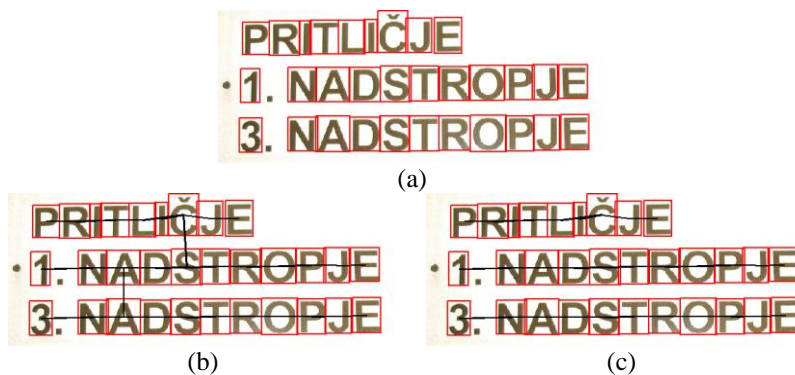 PRITLIČJE
1. NADSTROPJE
3. NADSTROPJE
(a)
PRITLIČJE
1. NADSTROPJE
3. NADSTROPJE
(b)
PRITLIČJE
1. NADSTROPJE
3. NADSTROPJE
(c)